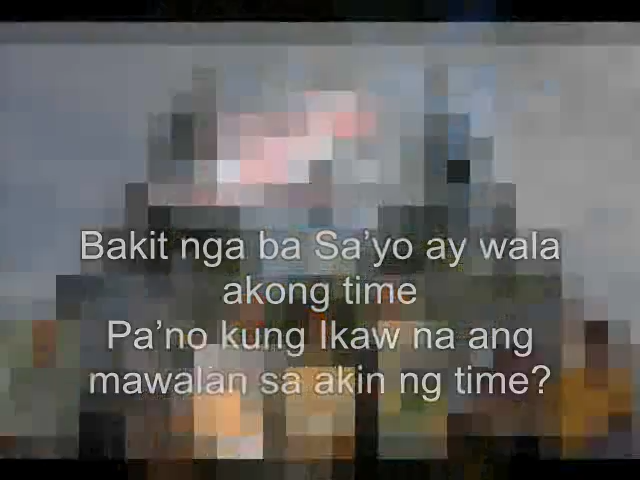 Bakit nga ba Sa’yo ay wala
akong time
Pa’no kung Ikaw na ang
mawalan sa akin ng time?